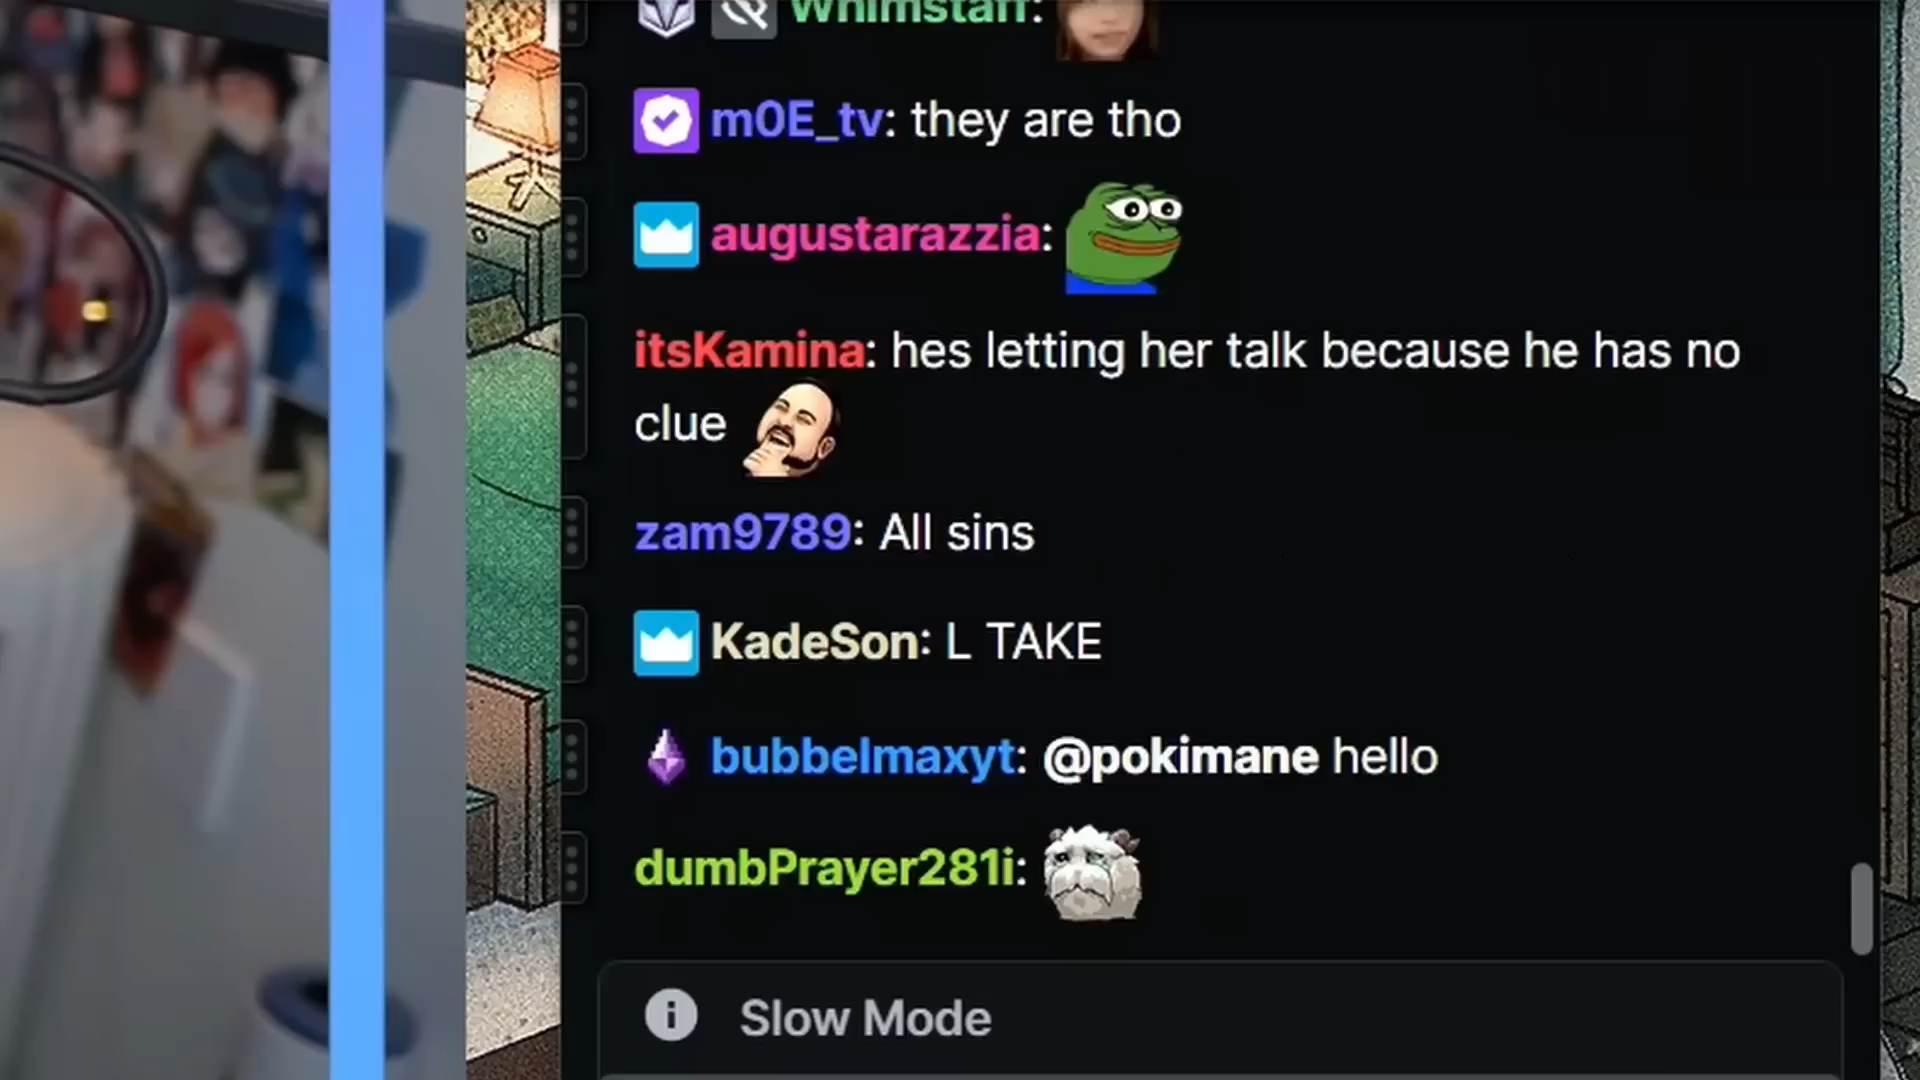 Whimstaff:
m0E_tv: they are tho
augustarazzia:
itsKamina: hes letting her talk because he has no
clue
zam9789: All sins
KadeSon: L TAKE
bubbelmaxyt: @pokimane hello
dumbPrayer281i:
Slow Mode